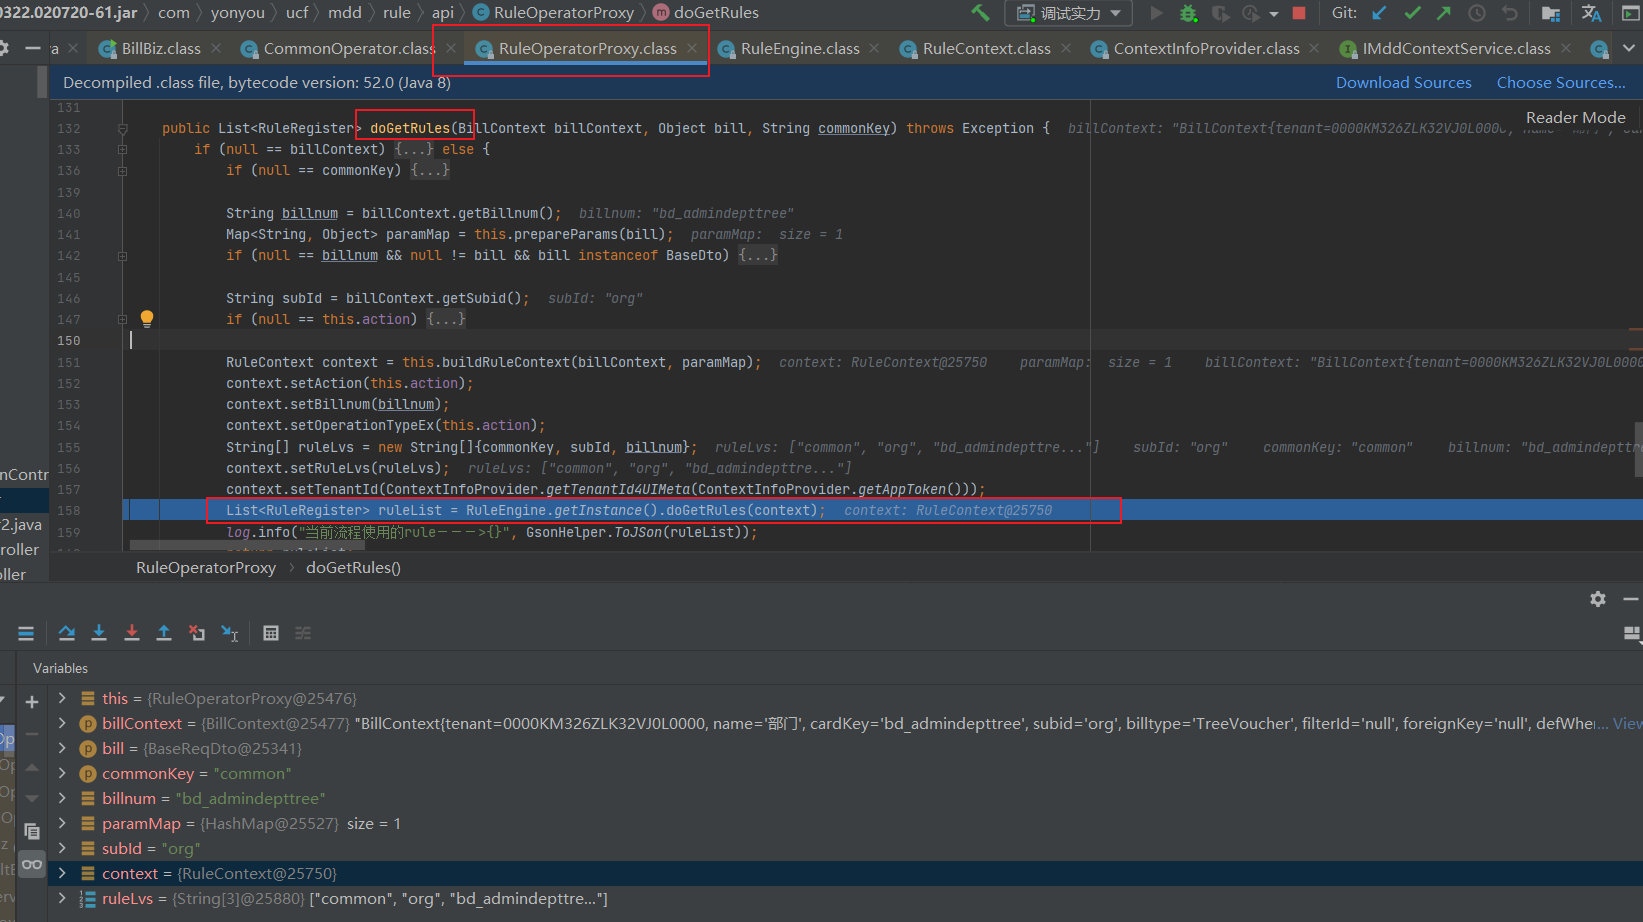 0322.020720-61.jar 〉com 〉yonyou 〉ucf 〉mdd 〉rule 〉api 〉RuleOperatorProxy 〉doGetRules
调试实力
Git:
BillBiz.class
CommonOperator.class
RuleOperatorProxy.class
RuleEngine.class
RuleContext.class
ContextInfoProvider.class
IMddContextService.class
Decompiled .class file, bytecode version: 52.0 (Java 8)
Download Sources
Choose Sources...
Reader Mode
131
132 public List<RuleRegister> doGetRules(BillContext billContext, Object bill, String commonKey) throws Exception {
133 if (null == billContext) {...} else {
136 if (null == commonKey) {...}
139
140 String billnum = billContext.getBillnum(); billnum: "bd_admindepttree"
141 Map<String, Object> paramMap = this.prepareParams(bill); paramMap: size = 1
142 if (null == billnum && null != bill && bill instanceof BaseDto) {...}
145
146 String subId = billContext.getSubid(); subId: "org"
147 if (null == this.action) {...}
150
151 RuleContext context = this.buildRuleContext(billContext, paramMap); context: RuleContext@25750 paramMap: size = 1 billContext: "BillContext{tenant=0000KM326ZLK32VJ0L0000
152 context.setAction(this.action);
153 context.setBillnum(billnum);
154 context.setOperationTypeEx(this.action);
155 String[] ruleLvs = new String[]{commonKey, subId, billnum}; ruleLvs: ["common", "org", "bd_admindepttre..."] subId: "org" commonKey: "common" billnum: "bd_admindepttre
156 context.setRuleLvs(ruleLvs); ruleLvs: ["common", "org", "bd_admindepttre..."]
157 context.setTenantId(ContextInfoProvider.getTenantId4UIMeta(ContextInfoProvider.getAppToken()));
158 List<RuleRegister> ruleList = RuleEngine.getInstance().doGetRules(context); context: RuleContext@25750
159 log.info("当前流程使用的rule－－－>{}", GsonHelper.ToJSon(ruleList));
nContr
r2.java
roller
ller
RuleOperatorProxy 〉doGetRules()
Variables
this = {RuleOperatorProxy@25476}
billContext = {BillContext@25477} "BillContext{tenant=0000KM326ZLK32VJ0L0000, name='部门', cardKey='bd_admindepttree', subid='org', billtype='TreeVoucher', filterId='null', foreignKey='null', defWher... View
bill = {BaseReqDto@25341}
commonKey = "common"
billnum = "bd_admindepttree"
paramMap = {HashMap@25527} size = 1
subId = "org"
context = {RuleContext@25750}
ruleLvs = {String[3]@25880} ["common", "org", "bd_admindepttre..."]